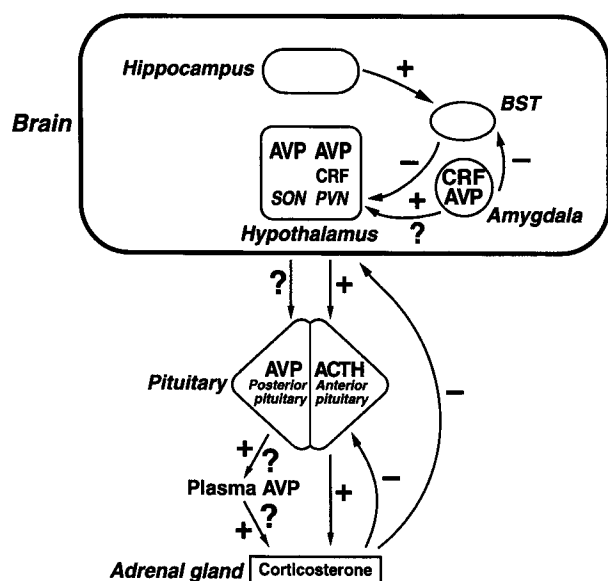 Hippocampus
+
BST
Brain
AVP AVP
CRF
SON PVN
Hypothalamus
−
−
CRF
AVP
+
?
Amygdala
?
+
Pituitary
AVP
Posterior
pituitary
ACTH
Anterior
pituitary
−
+
?
Plasma AVP
+
?
+
−
Adrenal gland
Corticosterone